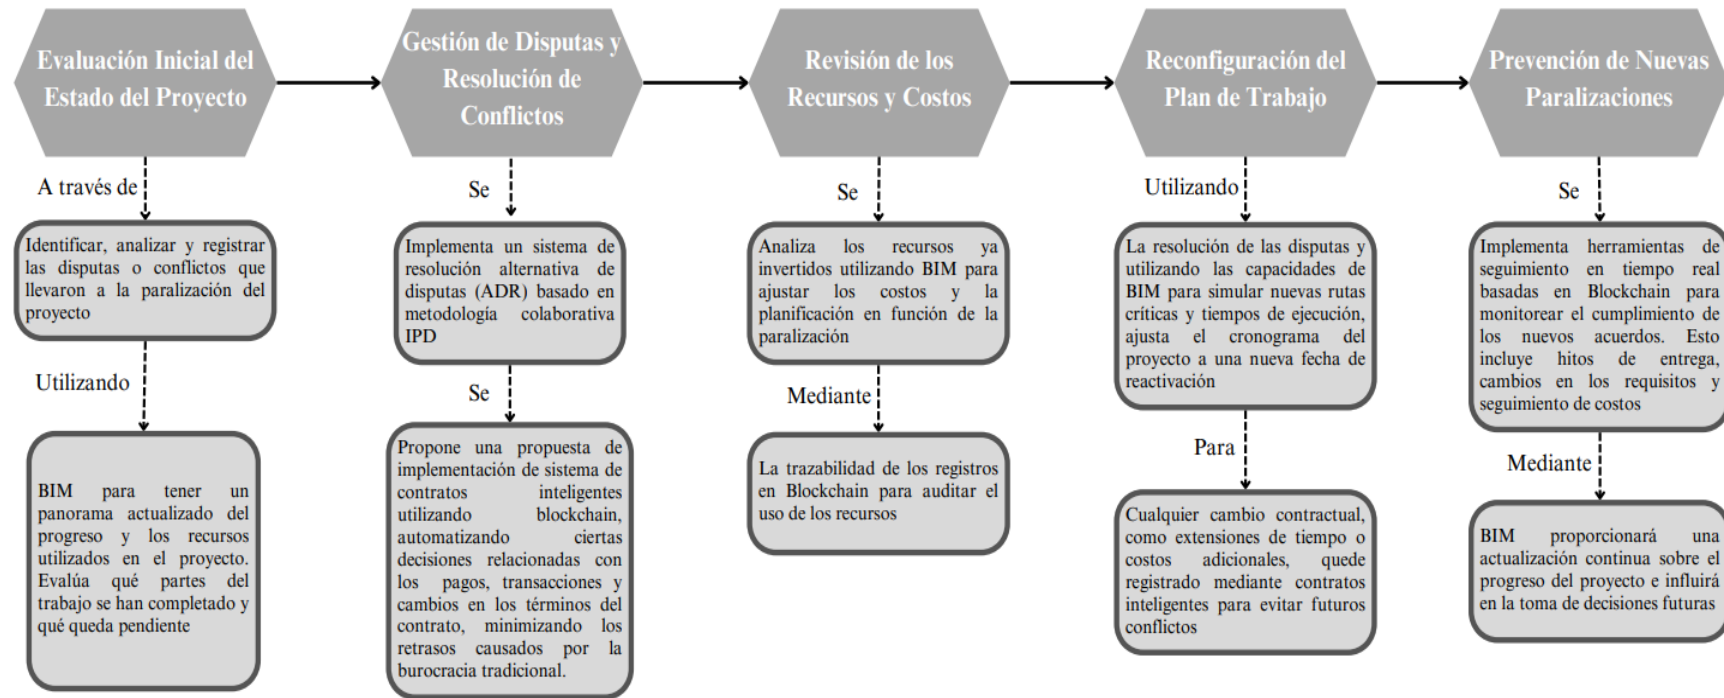 Evaluación Inicial del
Estado del Proyecto
A través de
Identificar, analizar y registrar
las disputas o conflictos que
llevaron a la paralización del
proyecto
Utilizando
BIM para tener un
panorama actualizado del
progreso y los recursos
utilizados en el proyecto.
Evalúa qué partes del
trabajo se han completado y
qué queda pendiente
Gestión de Disputas y
Resolución de
Conflictos
Se
Implementa un sistema de
resolución alternativa de
disputas (ADR) basado en
metodología colaborativa
IPD
Se
Propone una propuesta de
implementación de sistema de
contratos inteligentes
utilizando blockchain,
automatizando ciertas
decisiones relacionadas con
los pagos, transacciones y
cambios en los términos del
contrato, minimizando los
retrasos causados por la
burocracia tradicional.
Revisión de los
Recursos y Costos
Se
Analiza los recursos ya
invertidos utilizando BIM para
ajustar los costos y la
planificación en función de la
paralización
Mediante
La trazabilidad de los registros
en Blockchain para auditar el
uso de los recursos
Reconfiguración del
Plan de Trabajo
Utilizando
La resolución de las disputas y
utilizando las capacidades de
BIM para simular nuevas rutas
críticas y tiempos de ejecución,
ajusta el cronograma del
proyecto a una nueva fecha de
reactivación
Para
Cualquier cambio contractual,
como extensiones de tiempo o
costos adicionales, quede
registrado mediante contratos
inteligentes para evitar futuros
conflictos
Prevención de Nuevas
Paralizaciones
Se
Implementa herramientas de
seguimiento en tiempo real
basadas en Blockchain para
monitorear el cumplimiento de
los nuevos acuerdos. Esto
incluye hitos de entrega,
cambios en los requisitos y
seguimiento de costos
Mediante
BIM proporcionará una
actualización continua sobre el
progreso del proyecto e influirá
en la toma de decisiones futuras